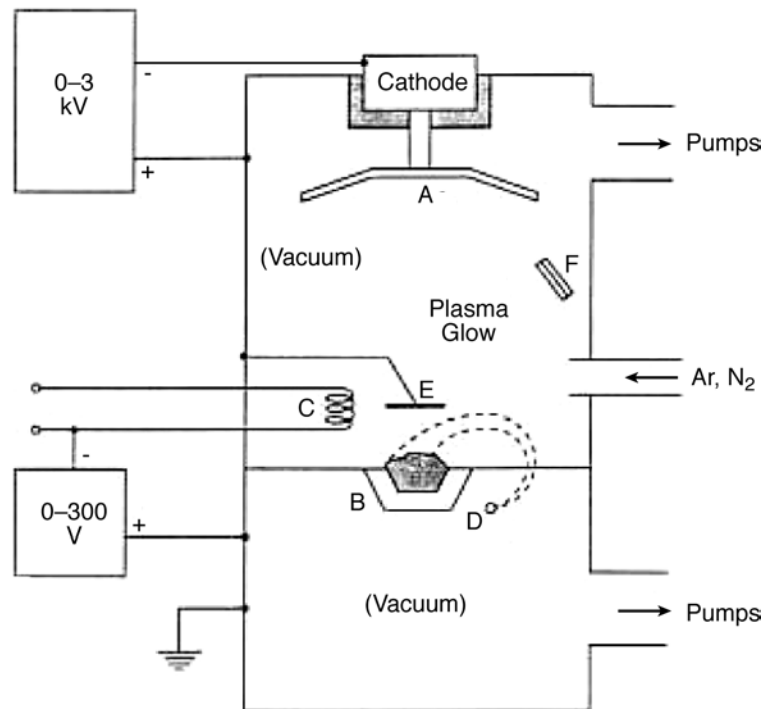 0–3
kV
-
+
Cathode
Pumps
A
F
(Vacuum)
Plasma
Glow
Ar, N₂
E
C
B
D
-
0–300
V
+
(Vacuum)
Pumps